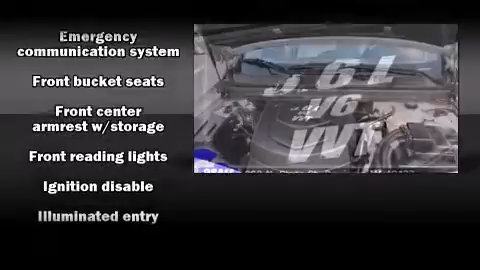 Emergency
communication system
Front bucket seats
Front center
armrest w/storage
Front reading lights
Ignition disable
Illuminated entry
3.6L
V6
VVT